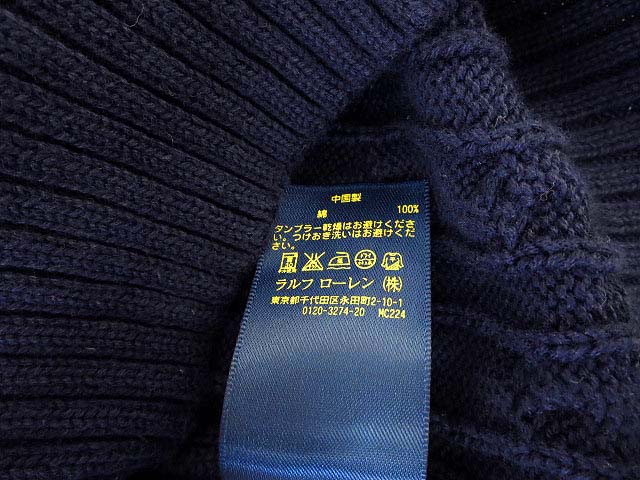 中国製
綿 100%
タンブラー乾燥はお避けくださ
い。つけおき洗いはお避けくだ
さい。
ラルフ ローレン (株)
東京都千代田区永田町2-10-1
0120-3274-20 MC224